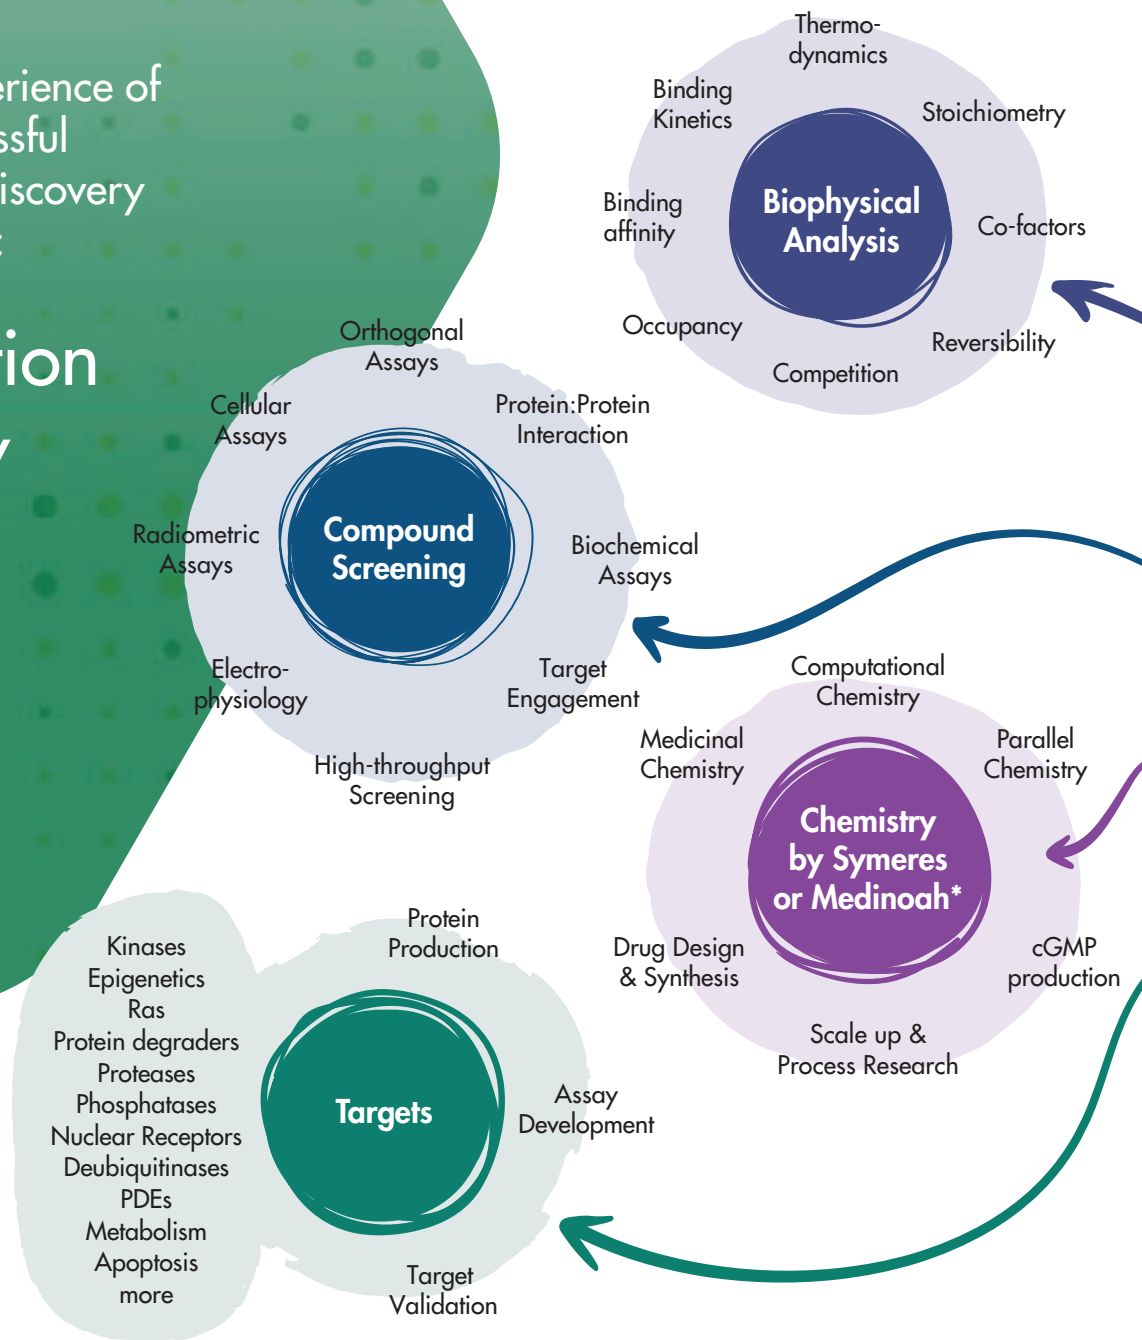 erience of
ssful
iscovery
:
tion
y
Thermo-
dynamics
Binding
Kinetics
Stoichiometry
Binding
affinity
Biophysical
Analysis
Co-factors
Occupancy
Reversibility
Competition
Orthogonal
Assays
Cellular
Assays
Protein:Protein
Interaction
Radiometric
Assays
Compound
Screening
Biochemical
Assays
Electro-
physiology
Target
Engagement
High-throughput
Screening
Computational
Chemistry
Medicinal
Chemistry
Parallel
Chemistry
Chemistry
by Symeres
or Medinoah*
Drug Design
& Synthesis
cGMP
production
Scale up &
Process Research
Kinases
Epigenetics
Ras
Protein degraders
Proteases
Phosphatases
Nuclear Receptors
Deubiquitinases
PDEs
Metabolism
Apoptosis
more
Protein
Production
Targets
Assay
Development
Target
Validation